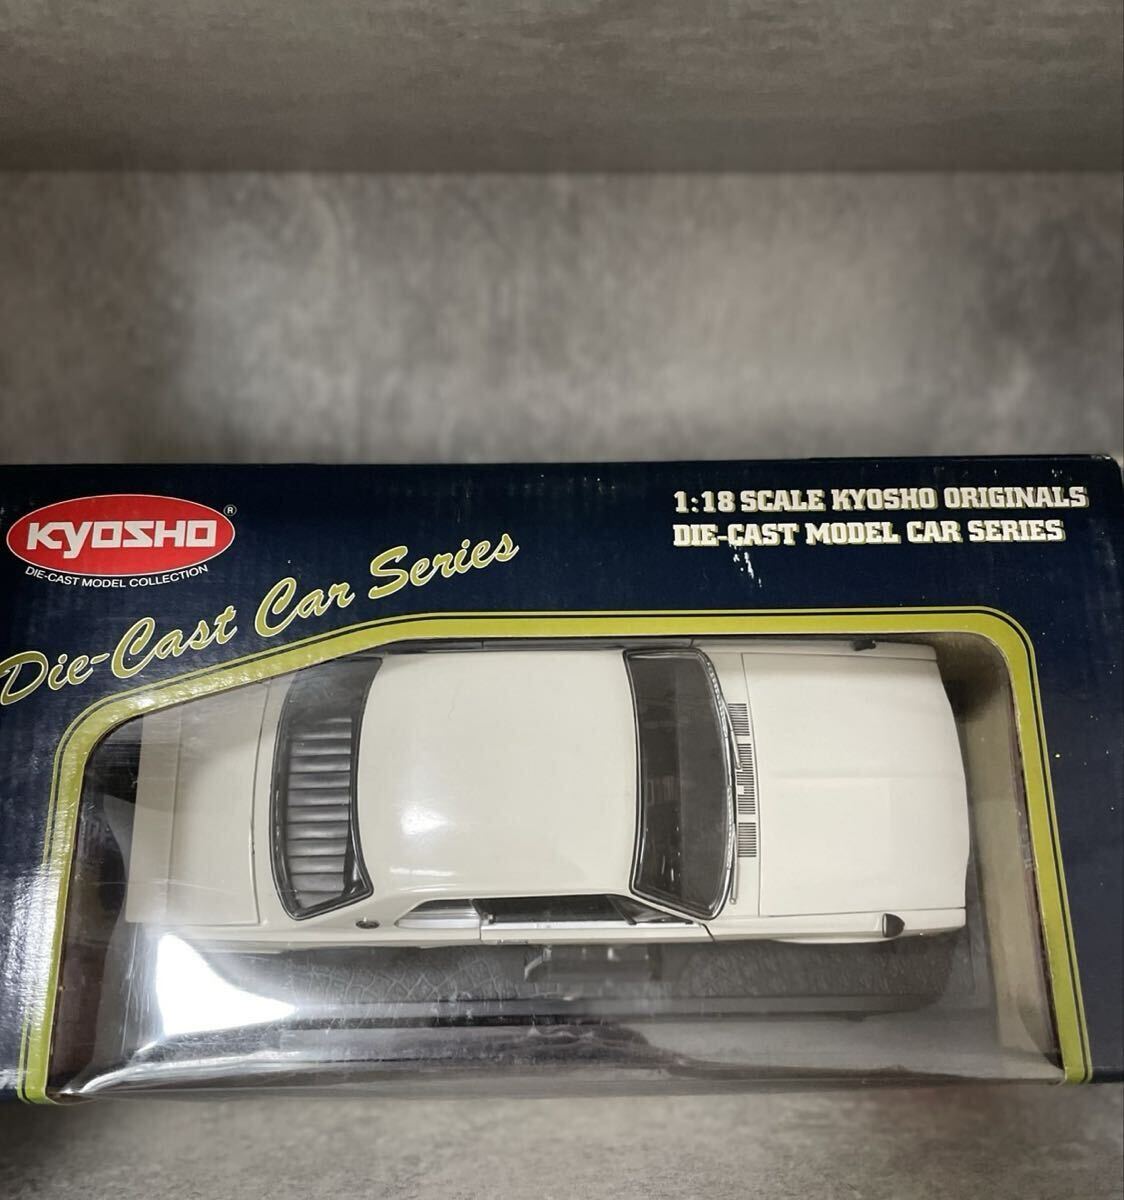 KYOSHO ®
DIE-CAST MODEL COLLECTION
Die-Cast Car Series
1:18 SCALE KYOSHO ORIGINALS
DIE-CAST MODEL CAR SERIES